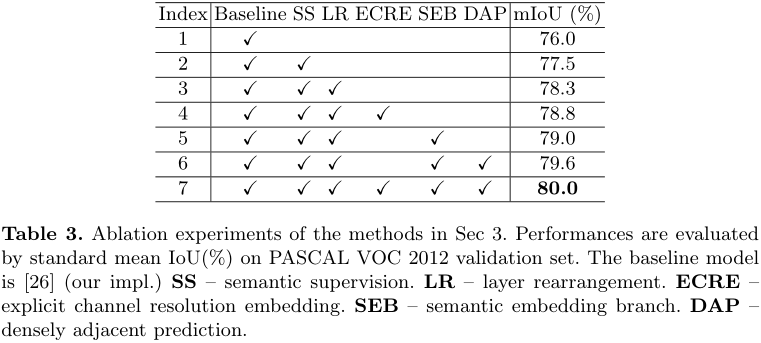 Index Baseline SS LR ECRE SEB DAP mIoU (%)
1 ✓ 76.0
2 ✓ ✓ 77.5
3 ✓ ✓ ✓ 78.3
4 ✓ ✓ ✓ ✓ 78.8
5 ✓ ✓ ✓ ✓ 79.0
6 ✓ ✓ ✓ ✓ ✓ 79.6
7 ✓ ✓ ✓ ✓ ✓ ✓ 80.0
Table 3. Ablation experiments of the methods in Sec 3. Performances are evaluated
by standard mean IoU(%) on PASCAL VOC 2012 validation set. The baseline model
is [26] (our impl.) SS – semantic supervision. LR – layer rearrangement. ECRE –
explicit channel resolution embedding. SEB – semantic embedding branch. DAP –
densely adjacent prediction.